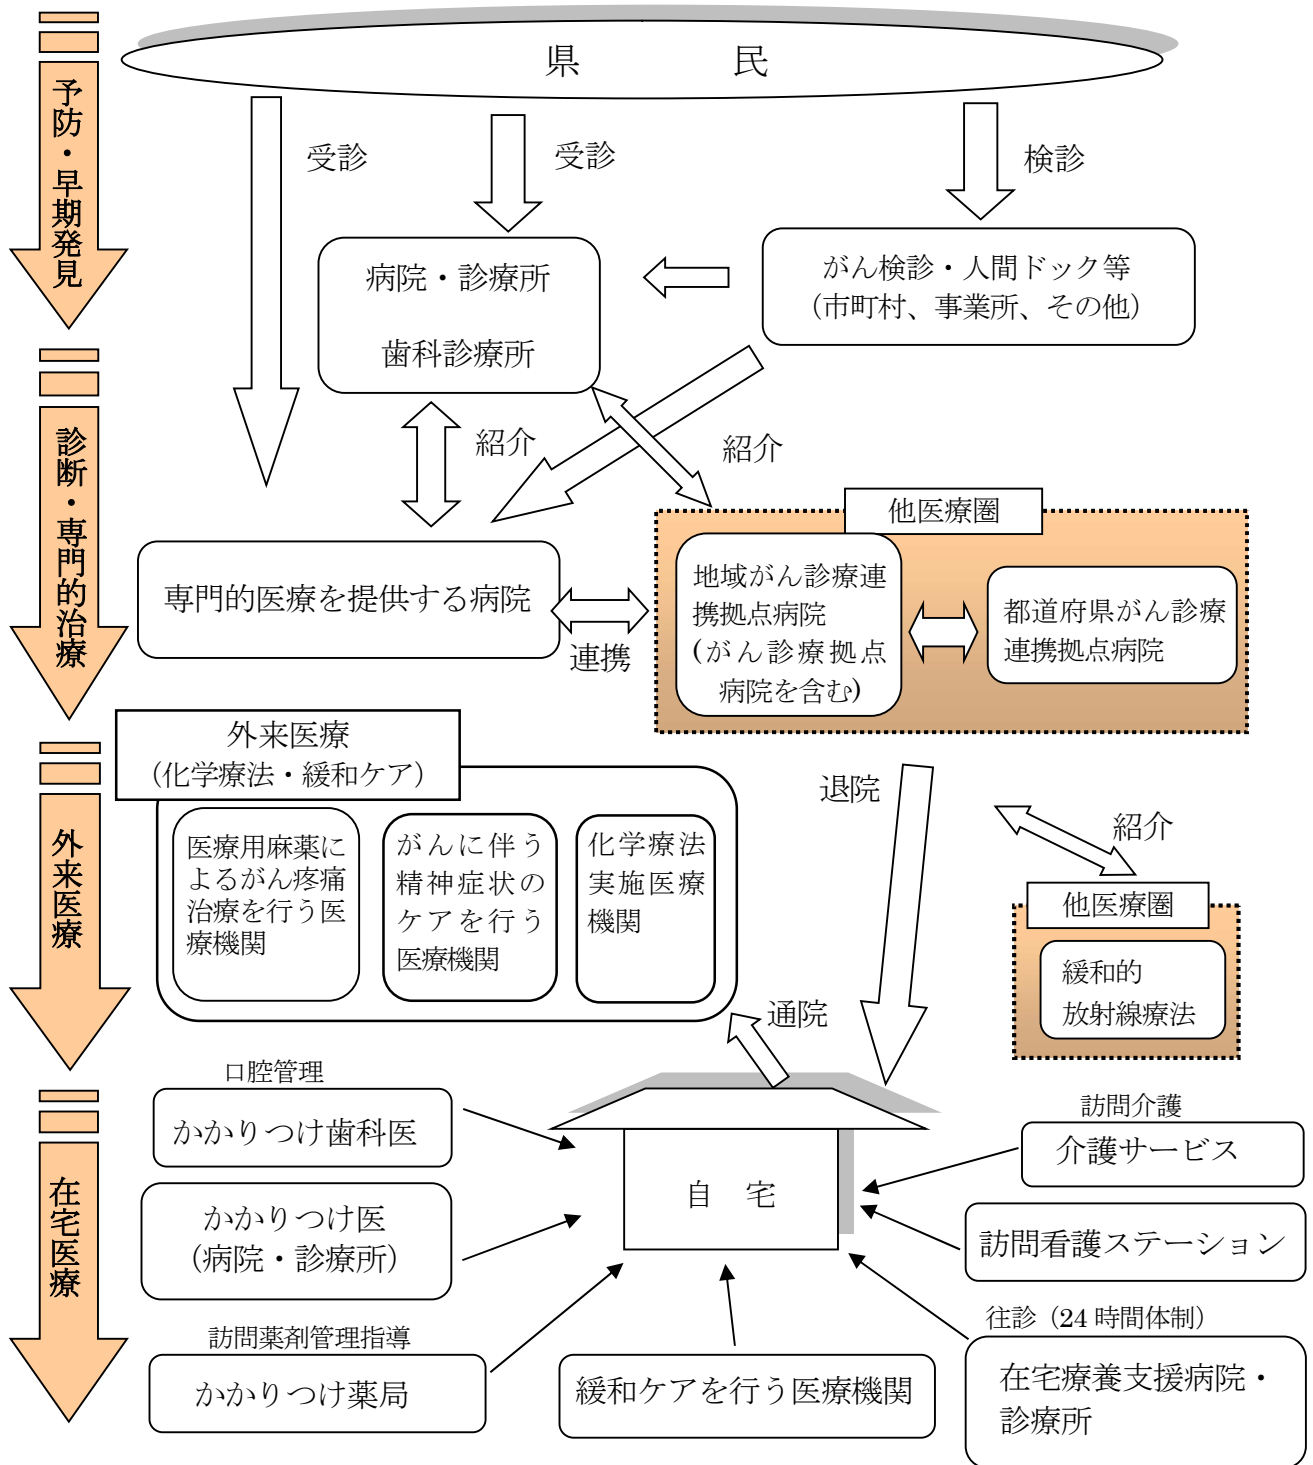 県　民
予防・早期発見
受診
受診
検診
病院・診療所
歯科診療所
がん検診・人間ドック等
（市町村、事業所、その他）
診断・専門的治療
紹介
紹介
他医療圏
専門的医療を提供する病院
連携
地域がん診療連
携拠点病院
(がん診療拠点
病院を含む)
都道府県がん診療
連携拠点病院
外来医療
外来医療
（化学療法・緩和ケア）
医療用麻薬に
よるがん疼痛
治療を行う医
療機関
がんに伴う
精神症状の
ケアを行う
医療機関
化学療法
実施医療
機関
退院
紹介
他医療圏
緩和的
放射線療法
通院
在宅医療
口腔管理
かかりつけ歯科医
かかりつけ医
（病院・診療所）
訪問薬剤管理指導
かかりつけ薬局
自　宅
緩和ケアを行う医療機関
訪問介護
介護サービス
訪問看護ステーション
往診（24 時間体制）
在宅療養支援病院・
診療所